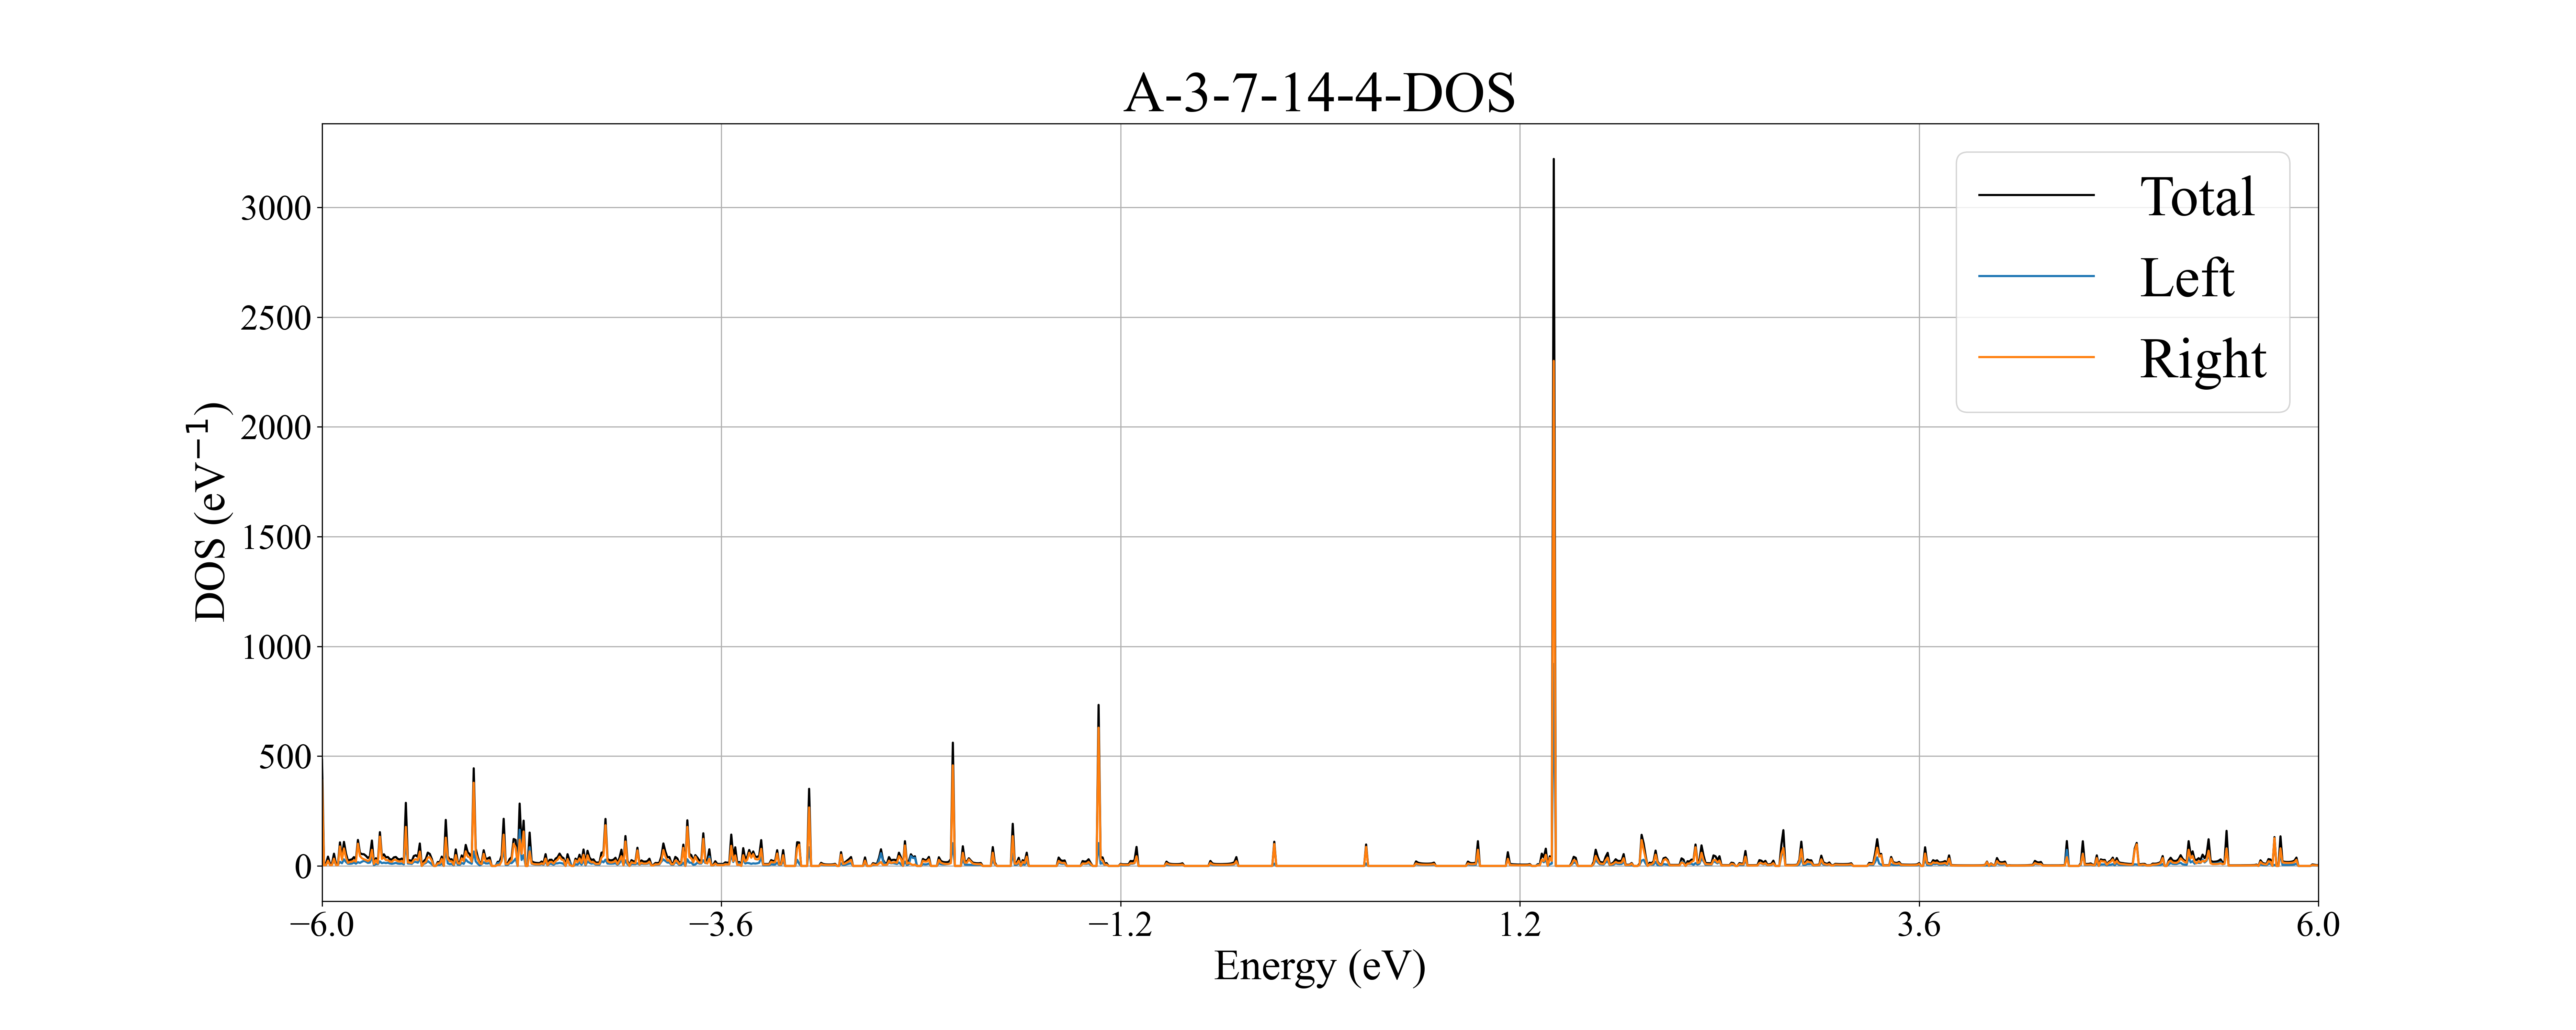 A-3-7-14-4-DOS
Total
Left
Right
3000
2500
2000
1500
1000
500
0
DOS (eV⁻¹)
−6.0 −3.6 −1.2 1.2 3.6 6.0
Energy (eV)